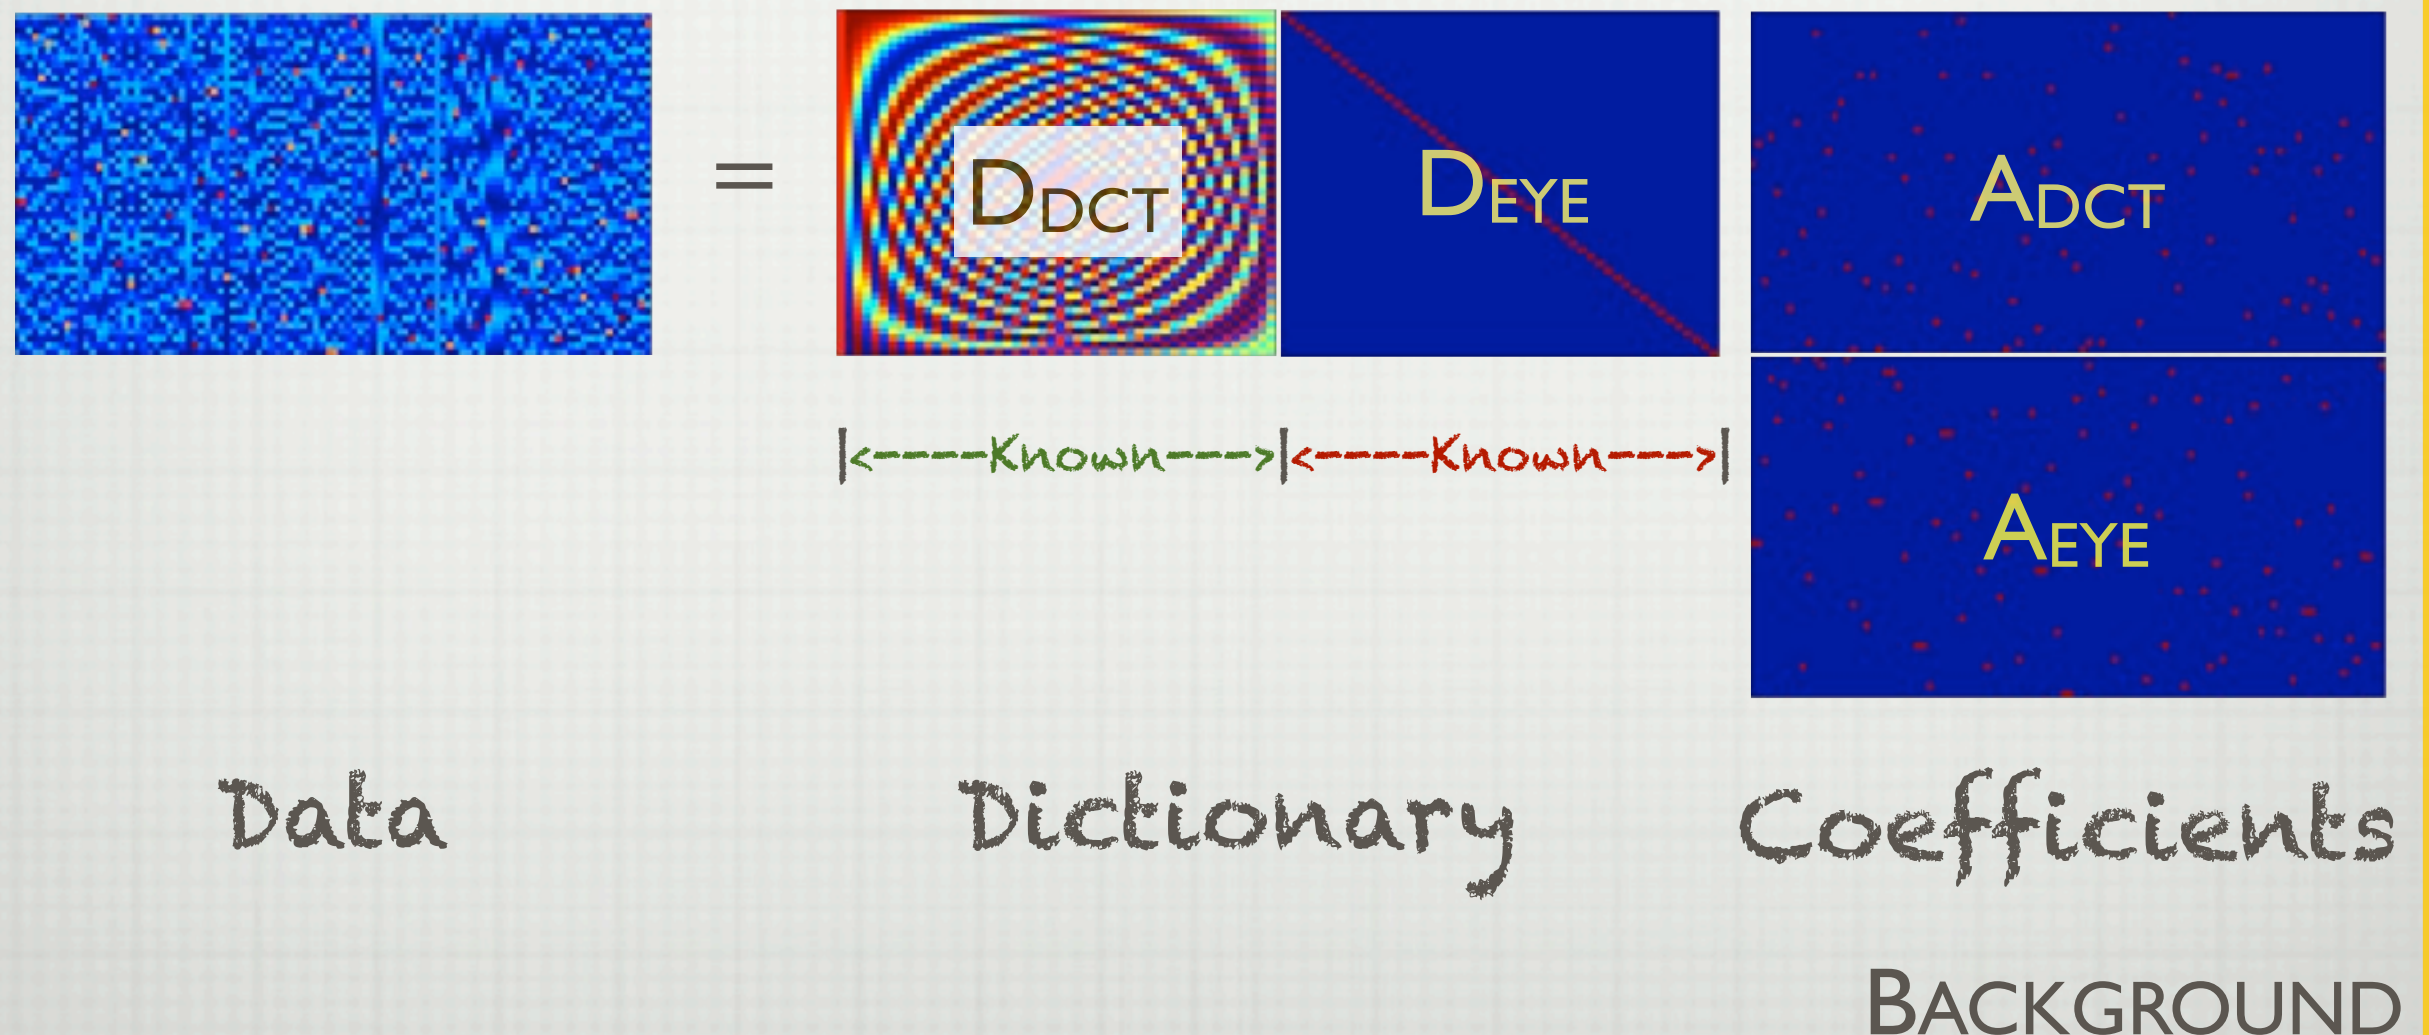 =
DDCT
DEYE
ADCT
|<-----Known---->|<-----Known---->|
AEYE
Data Dictionary Coefficients
BACKGROUND